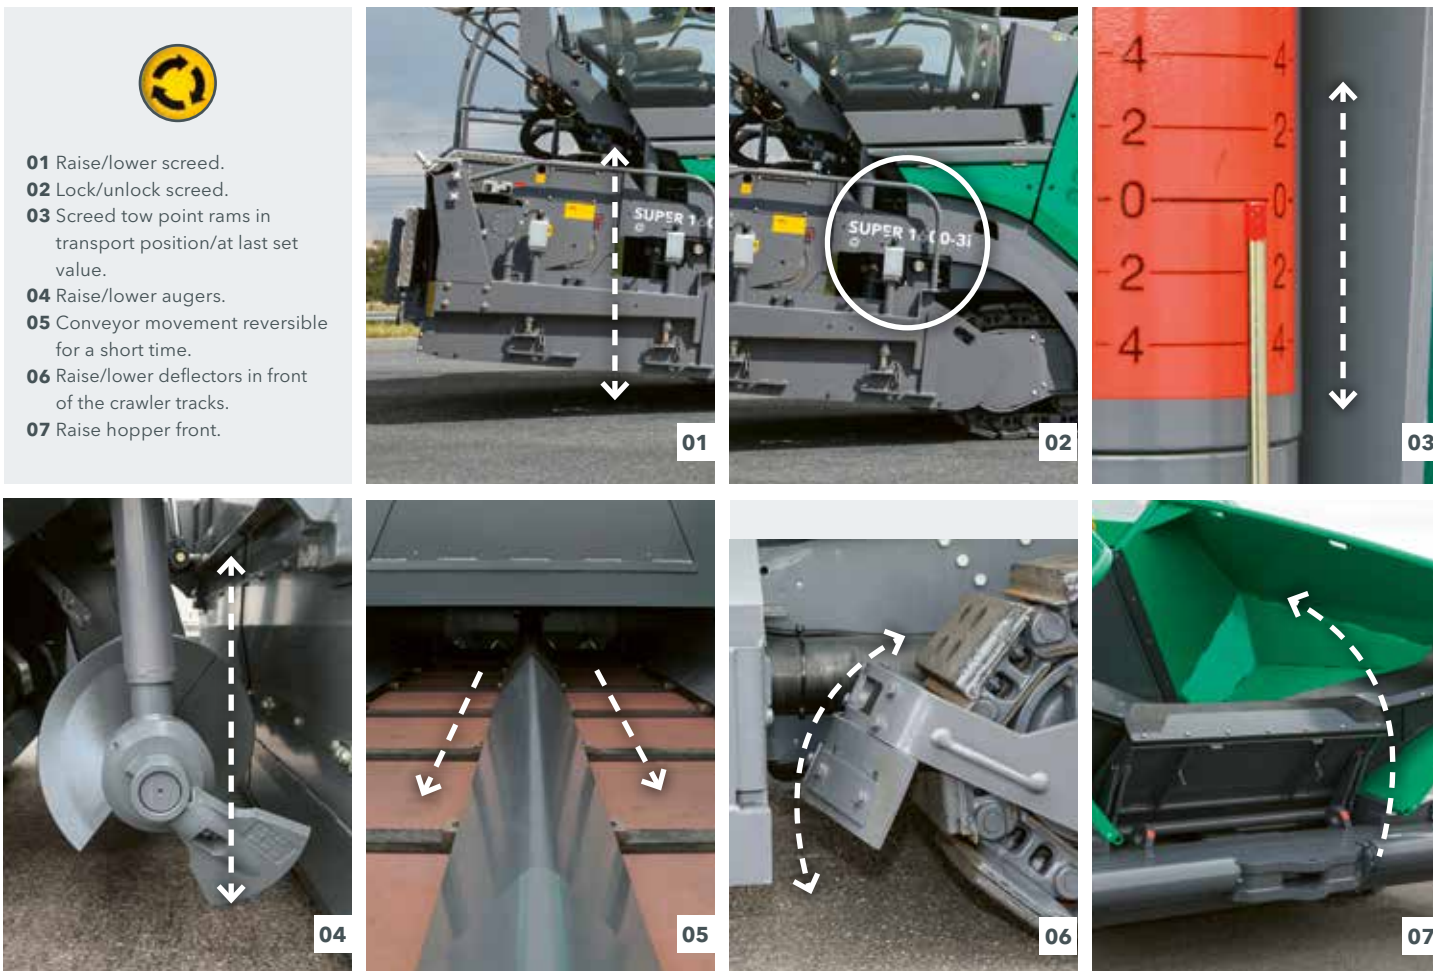 01 Raise/lower screed.
02 Lock/unlock screed.
03 Screed tow point rams in
transport position/at last set
value.
04 Raise/lower augers.
05 Conveyor movement reversible
for a short time.
06 Raise/lower deflectors in front
of the crawler tracks.
07 Raise hopper front.
SUPER
01
SUPER 1600-3i
02
4 4
2 2
0 0
2 2
4 4
03
04
05
06
07